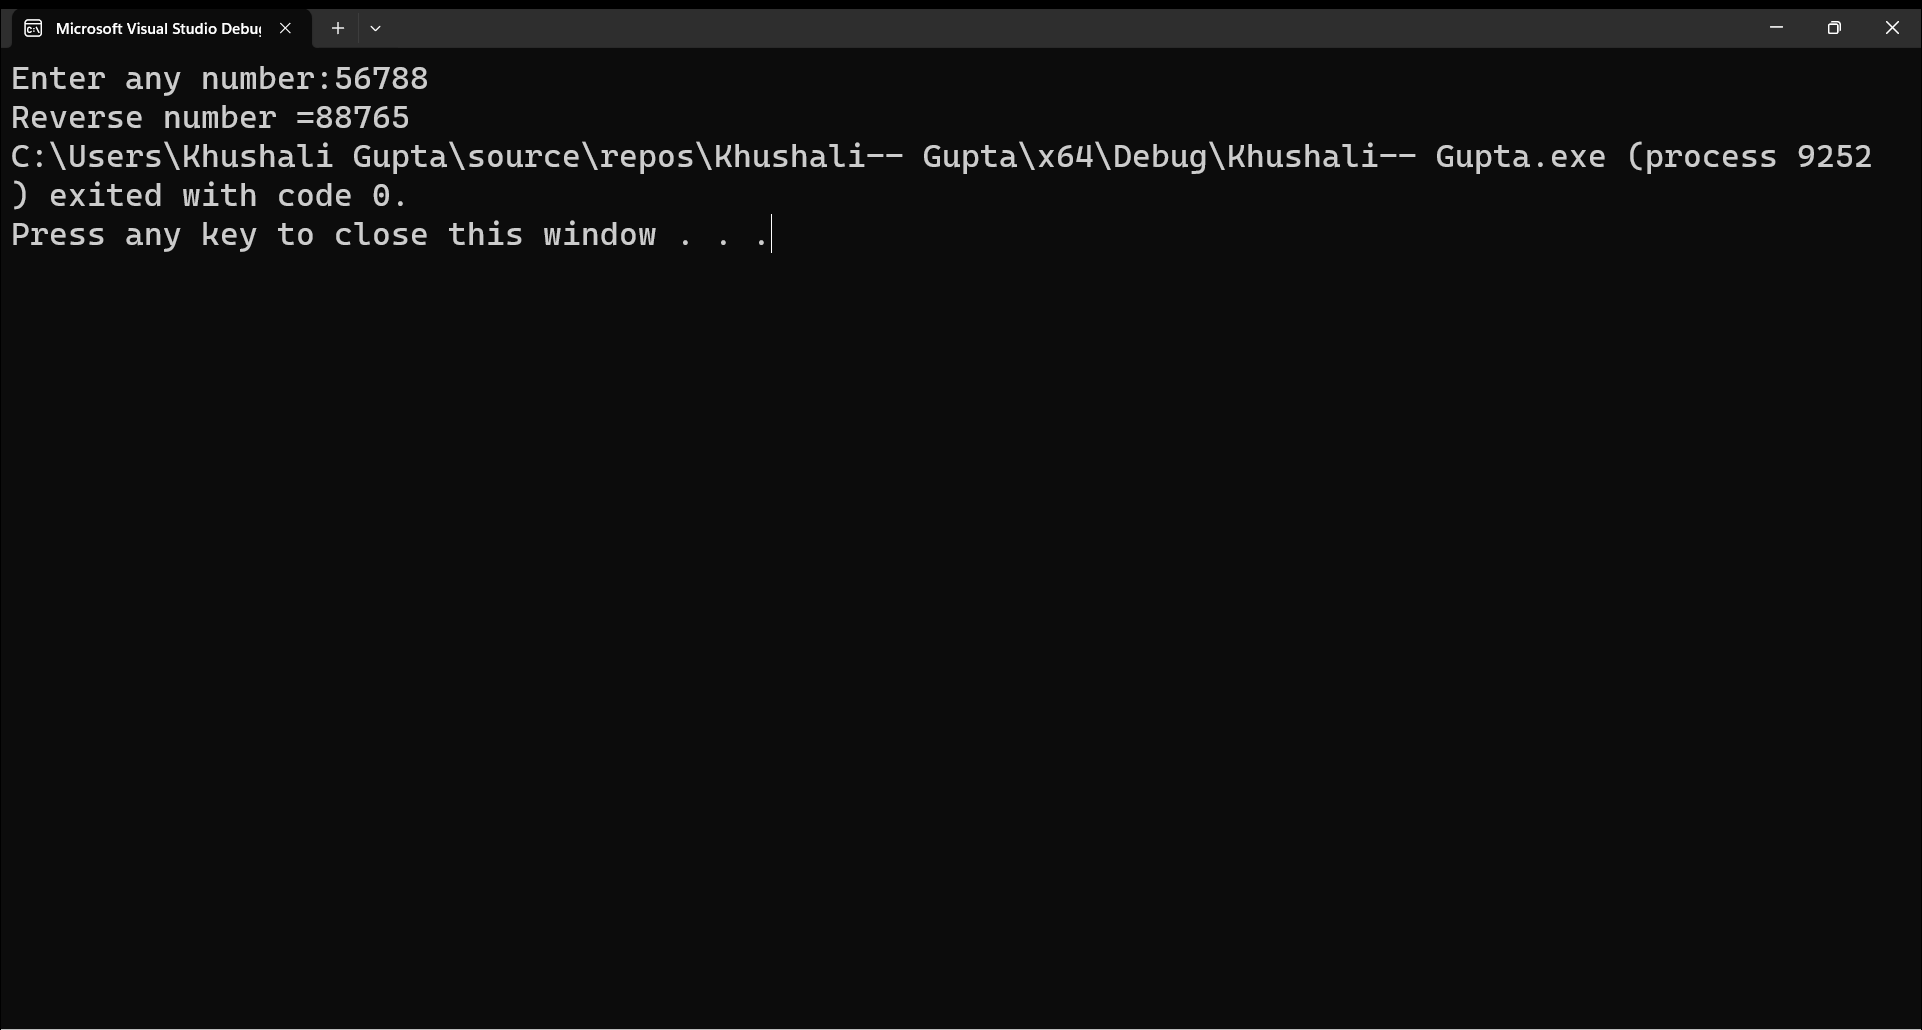 Microsoft Visual Studio Debu
Enter any number:56788
Reverse number =88765
C:\Users\Khushali Gupta\source\repos\Khushali-- Gupta\x64\Debug\Khushali-- Gupta.exe (process 9252
) exited with code 0.
Press any key to close this window . . .